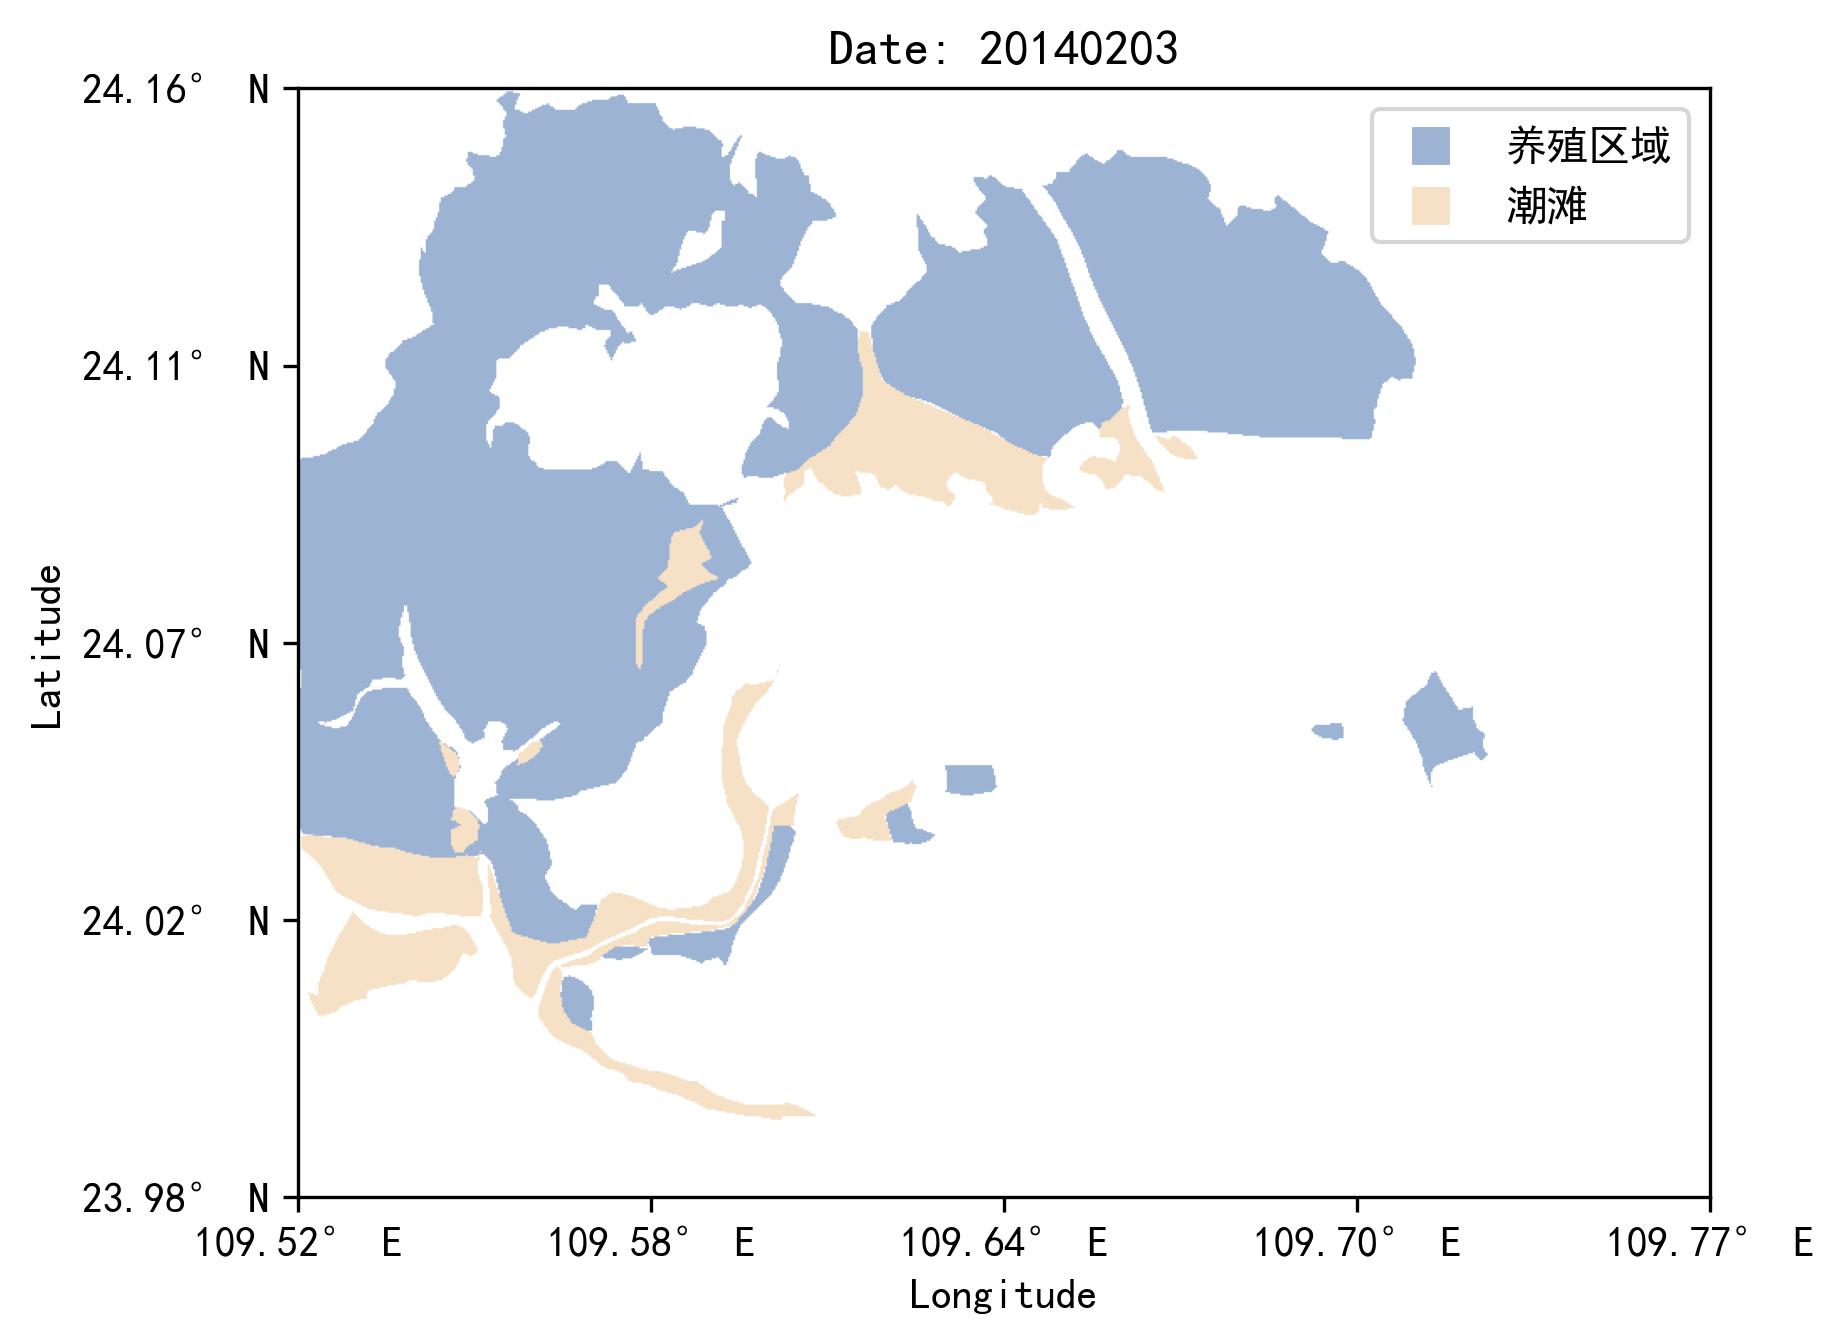 Date: 20140203
养殖区域
潮滩
24.16° N
24.11° N
24.07° N
24.02° N
23.98° N
Latitude
109.52° E
109.58° E
109.64° E
109.70° E
109.77° E
Longitude